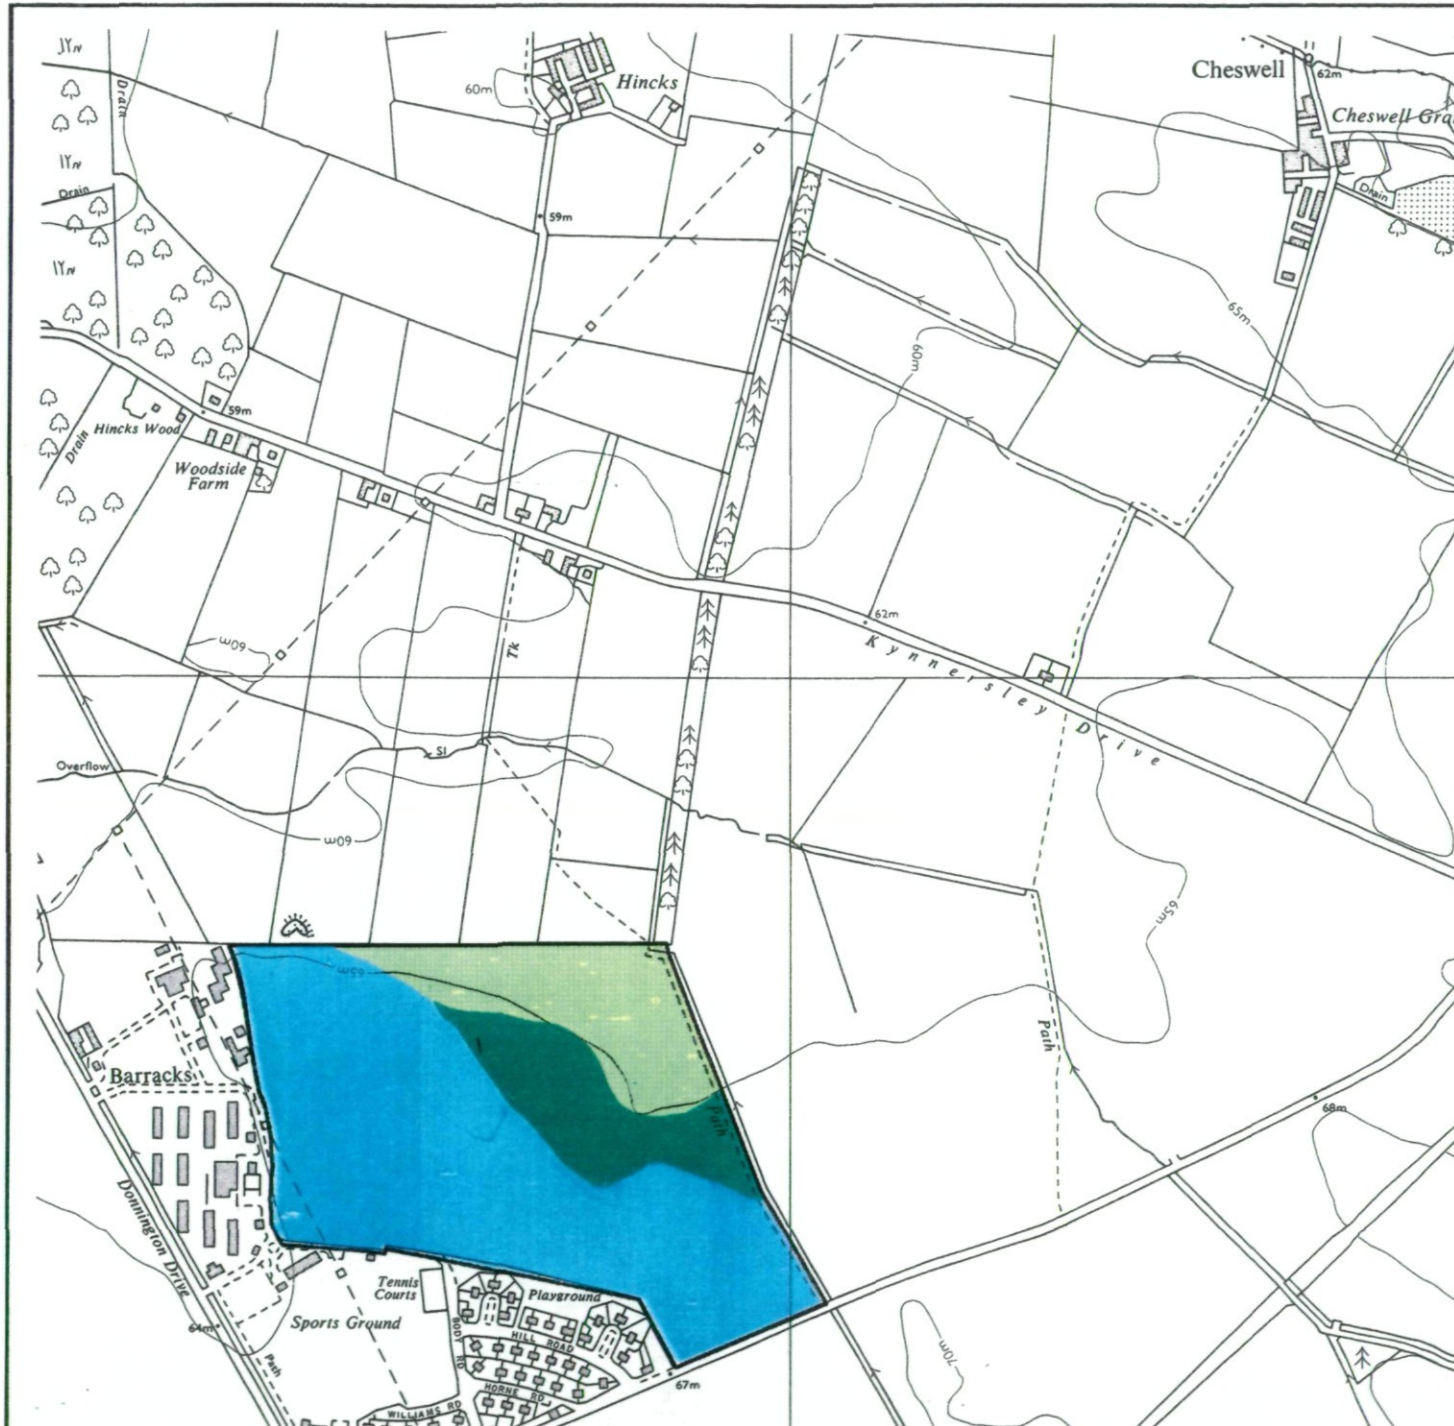 Hincks
Cheswell
62m
60m
Drain
Cheswell Gra
Drain
Drain
59m
65m
60m
59m
Hincks Wood
Drain
Woodside
Farm
62m
60m
Tk
Kynnersley Drive
Sl
Overflow
60m
65m
65m
Path
Barracks
68m
Path
Donnington Drive
Tennis
Courts
Playground
64m
Sports Ground
BODT RD
HILL ROAD
70m
Path
67m
HORNE RD
WILLIAMS RD